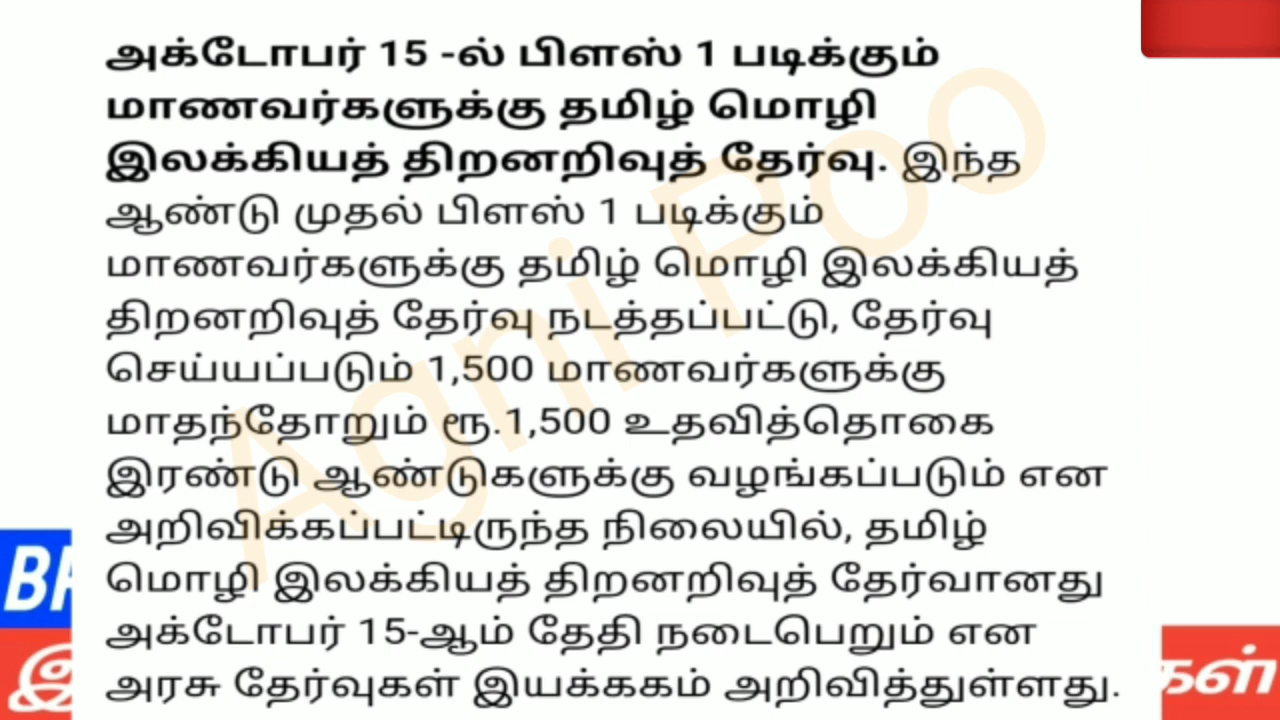 அக்டோபர் 15 -ல் பிளஸ் 1 படிக்கும்
மாணவர்களுக்கு தமிழ் மொழி
இலக்கியத் திறனறிவுத் தேர்வு. இந்த
ஆண்டு முதல் பிளஸ் 1 படிக்கும்
மாணவர்களுக்கு தமிழ் மொழி இலக்கியத்
திறனறிவுத் தேர்வு நடத்தப்பட்டு, தேர்வு
செய்யப்படும் 1,500 மாணவர்களுக்கு
மாதந்தோறும் ரூ.1,500 உதவித்தொகை
இரண்டு ஆண்டுகளுக்கு வழங்கப்படும் என
அறிவிக்கப்பட்டிருந்த நிலையில், தமிழ்
மொழி இலக்கியத் திறனறிவுத் தேர்வானது
அக்டோபர் 15-ஆம் தேதி நடைபெறும் என
அரசு தேர்வுகள் இயக்ககம் அறிவித்துள்ளது.
Agni Poo